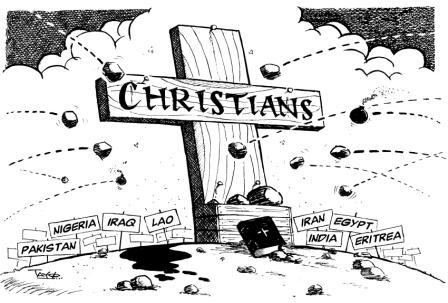 CHRISTIANS
NIGERIA IRAQ LAO
PAKISTAN
IRAN EGYPT
INDIA ERITREA